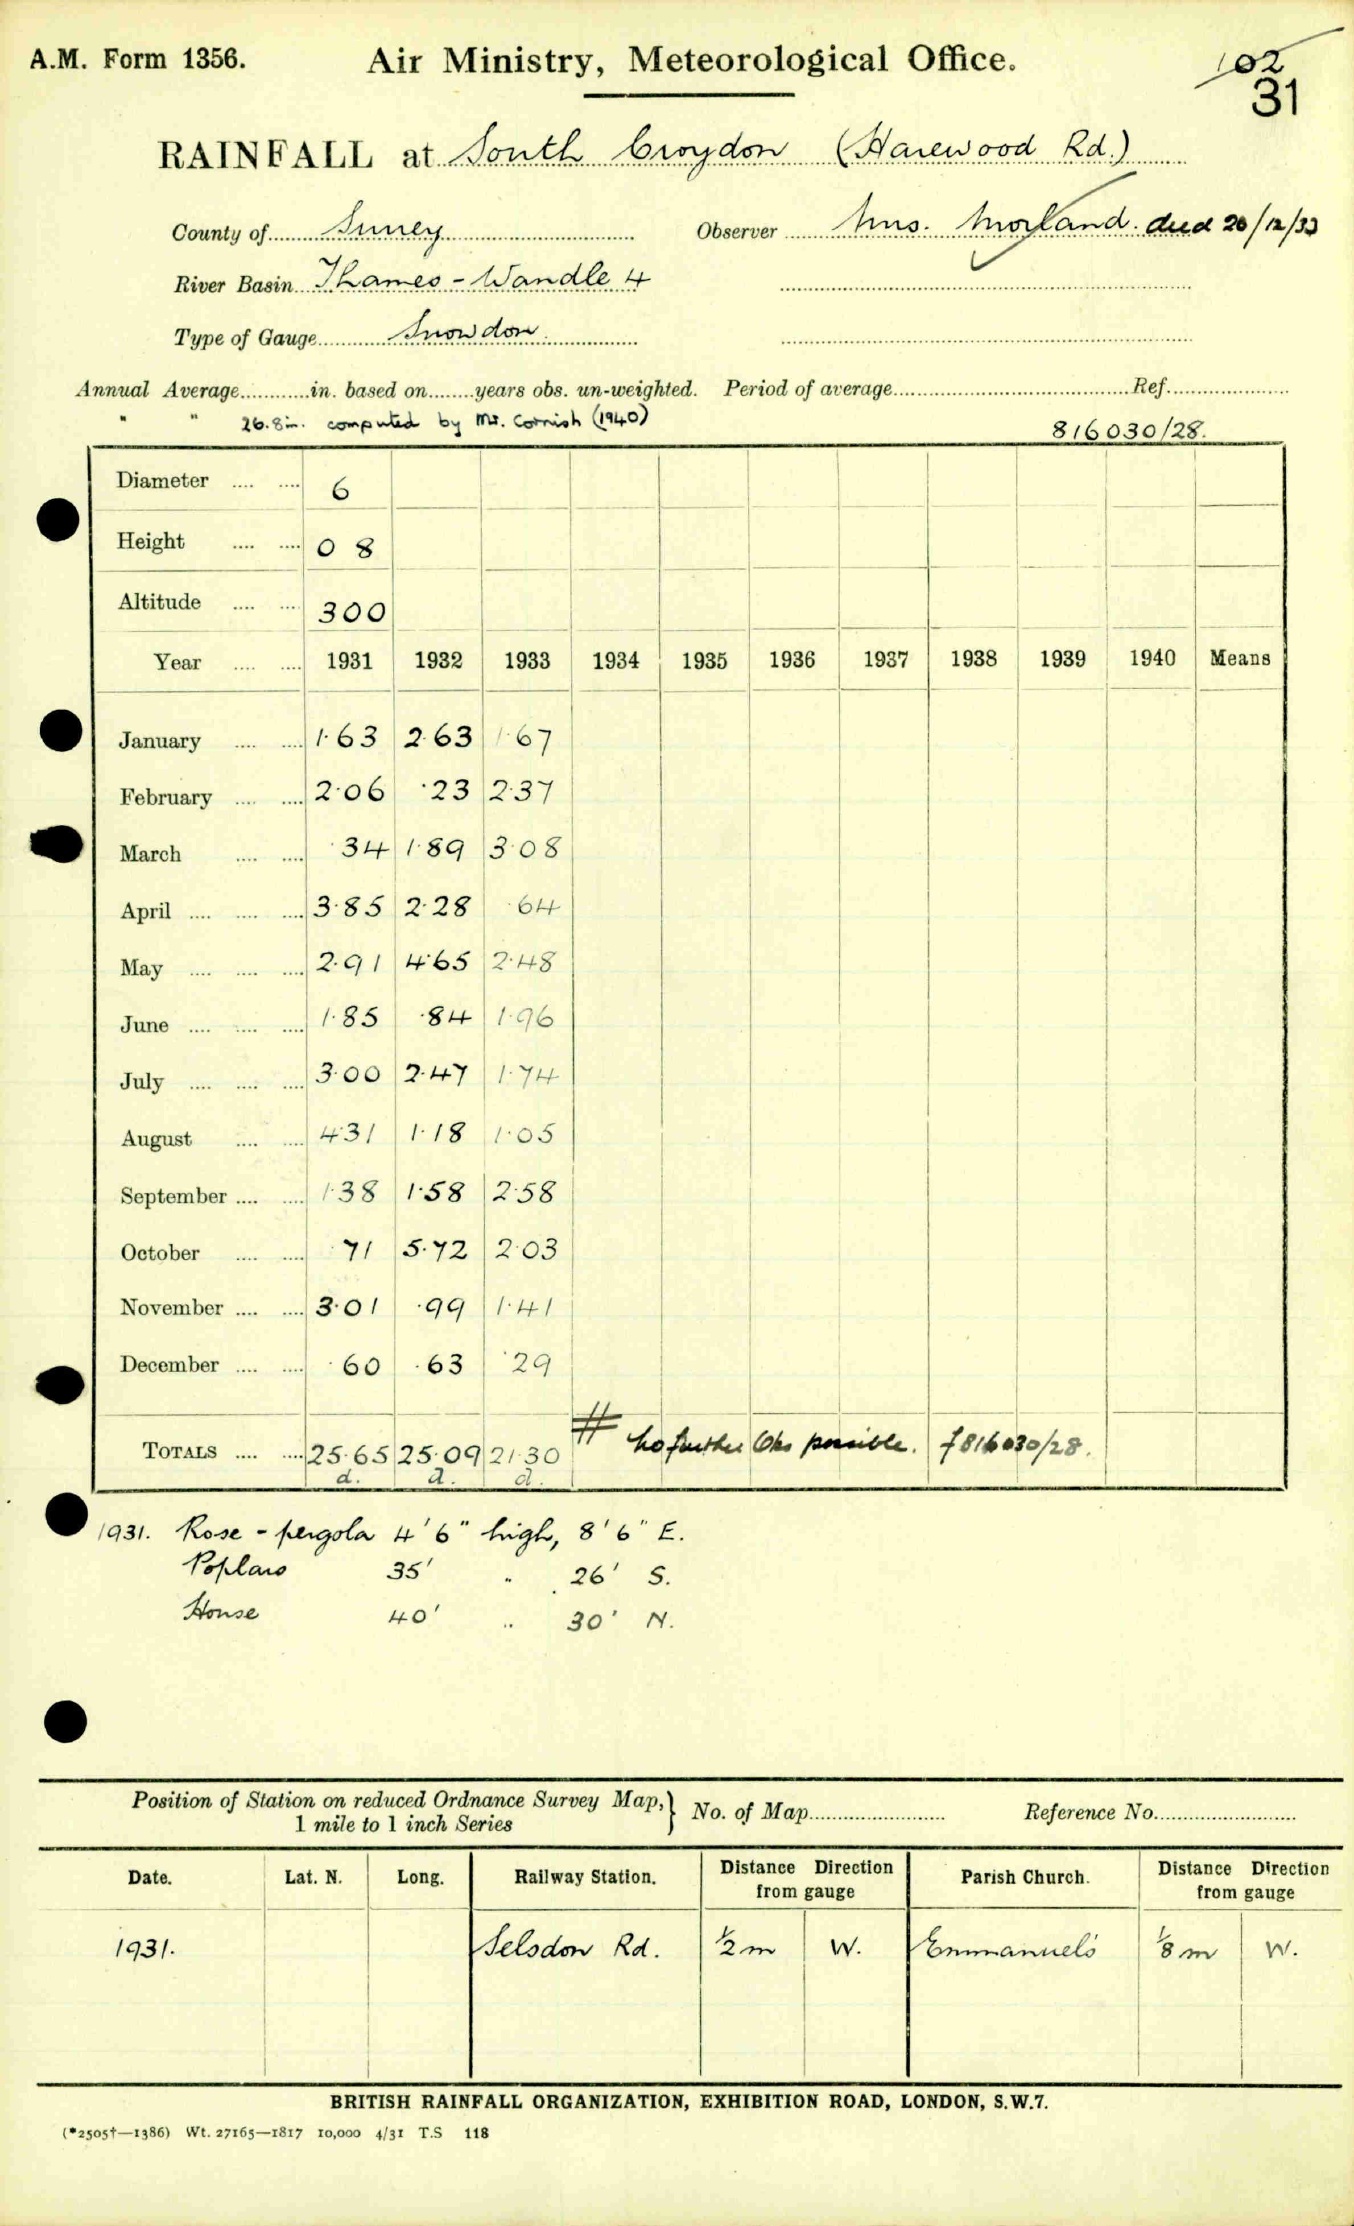 A.M. Form 1356.
Air Ministry, Meteorological Office.
102
31
RAINFALL at South Croydon (Harewood Rd.)
County of Surrey Observer Mrs. Morland. died 20/12/33
River Basin Thames - Wandle 4
Type of Gauge Snowdon.
Annual Average in. based on years obs. un-weighted. Period of average Ref.
" " 26.8in. computed by Mr. Cornish (1940)
816030/28.
Diameter 6
Height 0 8
Altitude 300
Year 1931 1932 1933 1934 1935 1936 1937 1938 1939 1940 Means
January 1.63 2.63 1.67
February 2.06 .23 2.37
March .34 1.89 3.08
April 3.85 2.28 .64
May 2.91 4.65 2.48
June 1.85 .84 1.96
July 3.00 2.47 1.74
August 4.31 1.18 1.05
September 1.38 1.58 2.58
October .71 5.72 2.03
November 3.01 .99 1.41
December .60 .63 .29
TOTALS 25.65 25.09 21.30 # No further Obs possible. f816030/28.
d. d. d.
1931. Rose - pergola 4'6" high, 8'6" E.
Poplars 35' " 26' S.
House 40' " 30' N.
Position of Station on reduced Ordnance Survey Map,} No. of Map Reference No.
1 mile to 1 inch Series
Date. Lat. N. Long. Railway Station. Distance Direction from gauge Parish Church. Distance Direction from gauge
1931. Selsdon Rd. ½ m W. Emmanuel's ⅛ m W.
BRITISH RAINFALL ORGANIZATION, EXHIBITION ROAD, LONDON, S.W.7.
(*2505†—1386) Wt. 27165—1817 10,000 4/31 T.S 118